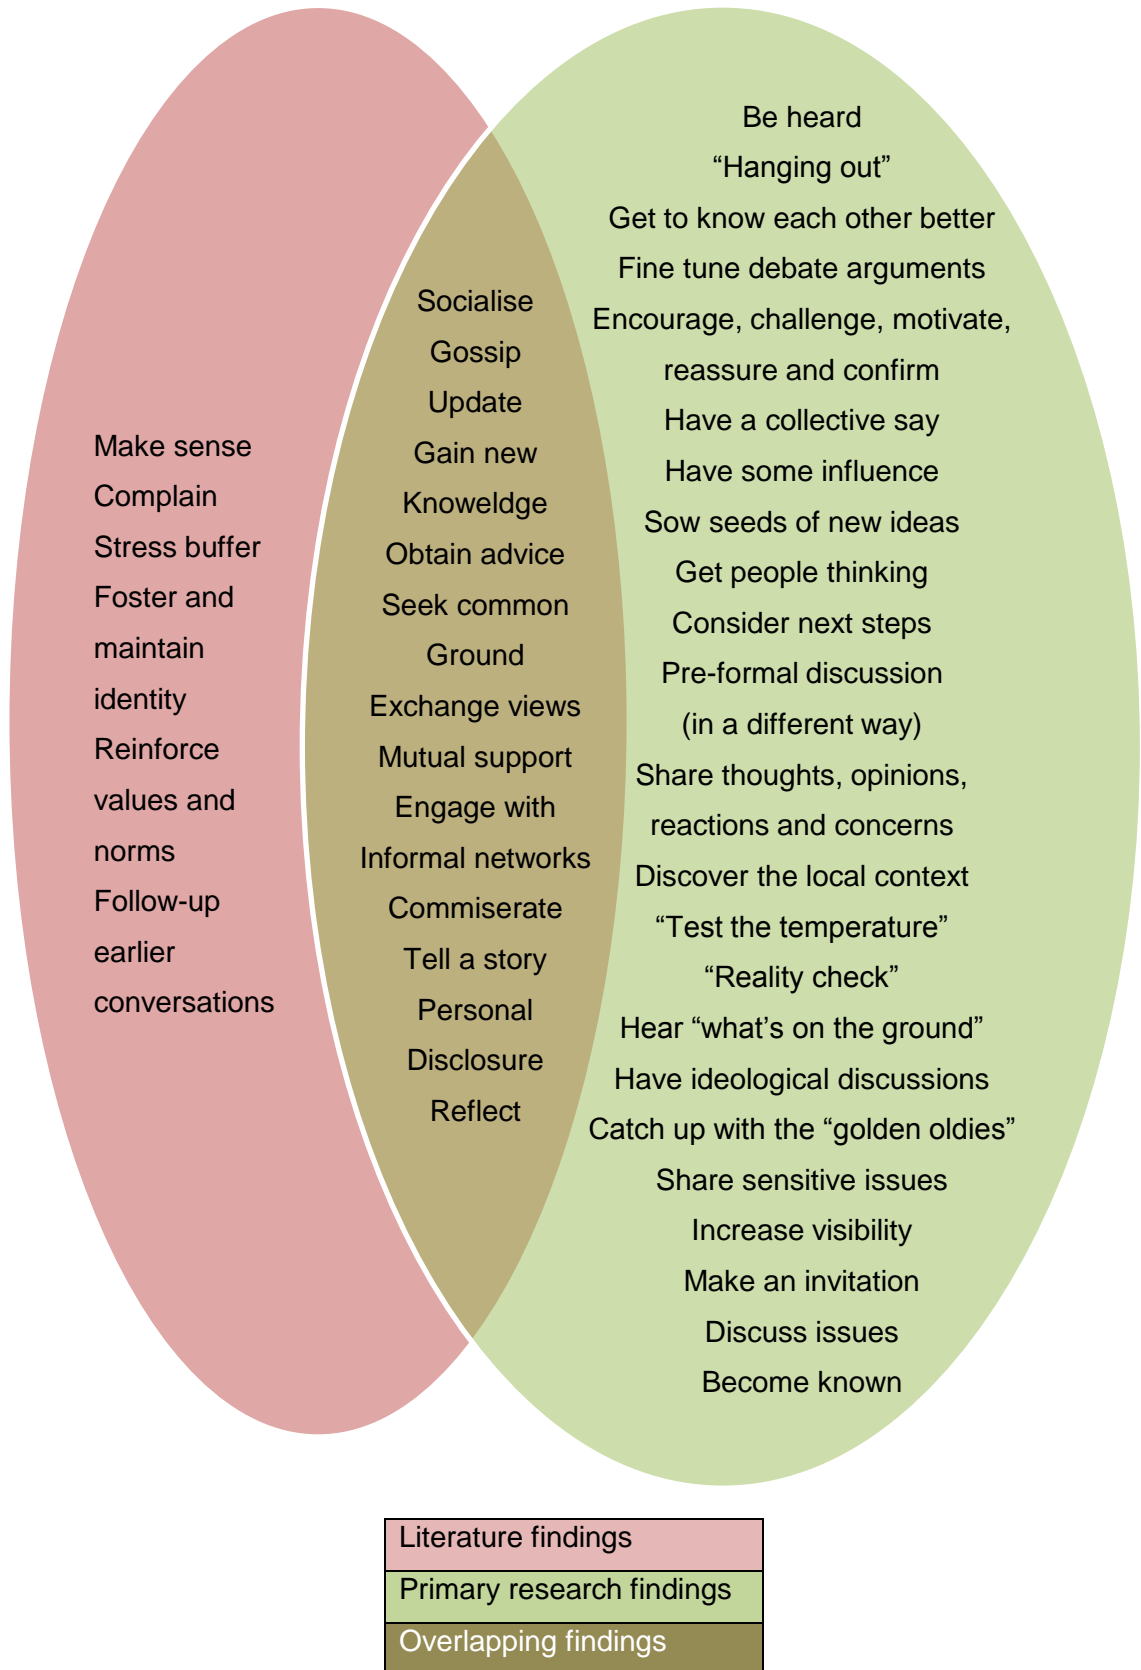 Make sense
Complain
Stress buffer
Foster and
maintain
identity
Reinforce
values and
norms
Follow-up
earlier
conversations
Socialise
Gossip
Update
Gain new
Knoweldge
Obtain advice
Seek common
Ground
Exchange views
Mutual support
Engage with
Informal networks
Commiserate
Tell a story
Personal
Disclosure
Reflect
Be heard
“Hanging out”
Get to know each other better
Fine tune debate arguments
Encourage, challenge, motivate,
reassure and confirm
Have a collective say
Have some influence
Sow seeds of new ideas
Get people thinking
Consider next steps
Pre-formal discussion
(in a different way)
Share thoughts, opinions,
reactions and concerns
Discover the local context
“Test the temperature”
“Reality check”
Hear “what’s on the ground”
Have ideological discussions
Catch up with the “golden oldies”
Share sensitive issues
Increase visibility
Make an invitation
Discuss issues
Become known
Literature findings
Primary research findings
Overlapping findings